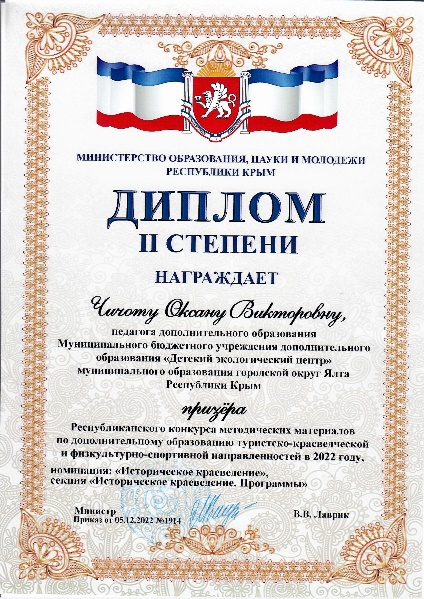 МИНИСТЕРСТВО ОБРАЗОВАНИЯ, НАУКИ И МОЛОДЕЖИ
РЕСПУБЛИКИ КРЫМ
ДИПЛОМ
II СТЕПЕНИ
НАГРАЖДАЕТ
Чичоту Оксану Викторовну,
педагога дополнительного образования
Муниципального бюджетного учреждения дополнительного
образования «Детский экологический центр»
муниципального образования городской округ Ялта
Республики Крым
призёра
Республиканского конкурса методических материалов
по дополнительному образованию туристско-краеведческой
и физкультурно-спортивной направленностей в 2022 году,
номинация: «Историческое краеведение»,
секция «Историческое краеведение. Программы»
Министр
В.В. Лаврик
Приказ от 05.12.2022 №1914